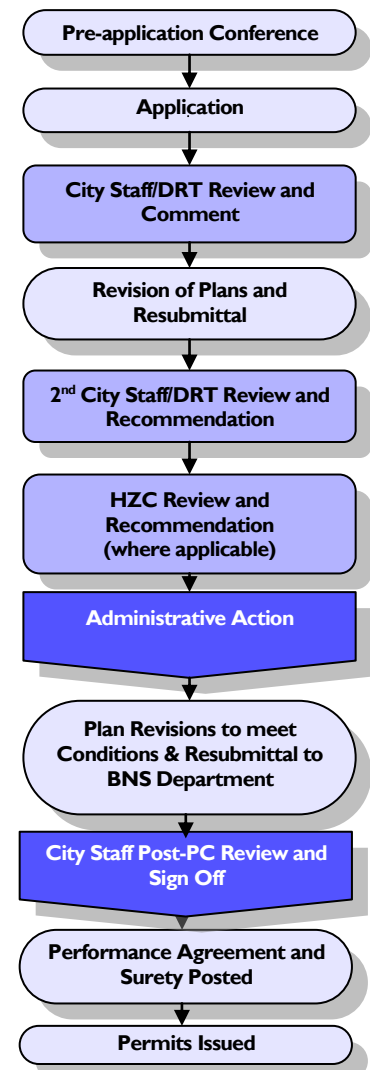 Pre-application Conference
Application
City Staff/DRT Review and
Comment
Revision of Plans and
Resubmittal
2nd City Staff/DRT Review and
Recommendation
HZC Review and
Recommendation
(where applicable)
Administrative Action
Plan Revisions to meet
Conditions & Resubmittal to
BNS Department
City Staff Post-PC Review and
Sign Off
Performance Agreement and
Surety Posted
Permits Issued